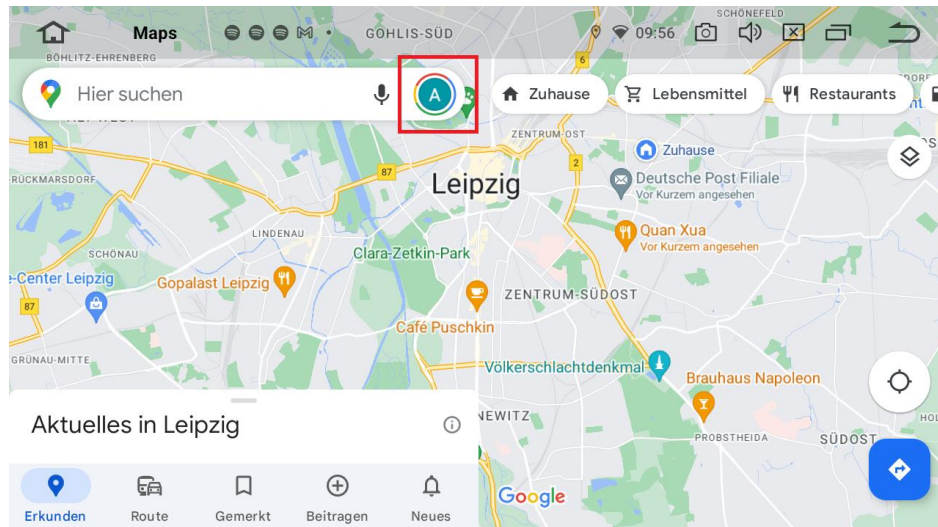 Maps
GOHLIS-SÜD
09:56
SCHÖNEFELD
BÖHLITZ-EHRENBERG
6
Hier suchen
A
Zuhause
Lebensmittel
Restaurants
181
ZENTRUM-OST
2
Zuhause
87
RÜCKMARSDORF
Leipzig
Deutsche Post Filiale
Vor Kurzem angesehen
LINDENAU
Quan Xua
Vor Kurzem angesehen
SCHÖNAU
Clara-Zetkin-Park
e-Center Leipzig
Gopalast Leipzig
87
ZENTRUM-SÜDOST
Café Puschkin
GRÜNAU-MITTE
Völkerschlachtdenkmal
Brauhaus Napoleon
Aktuelles in Leipzig
NEWITZ
PROBSTHEIDA
SÜDOST
Google
Erkunden
Route
Gemerkt
Beitragen
Neues